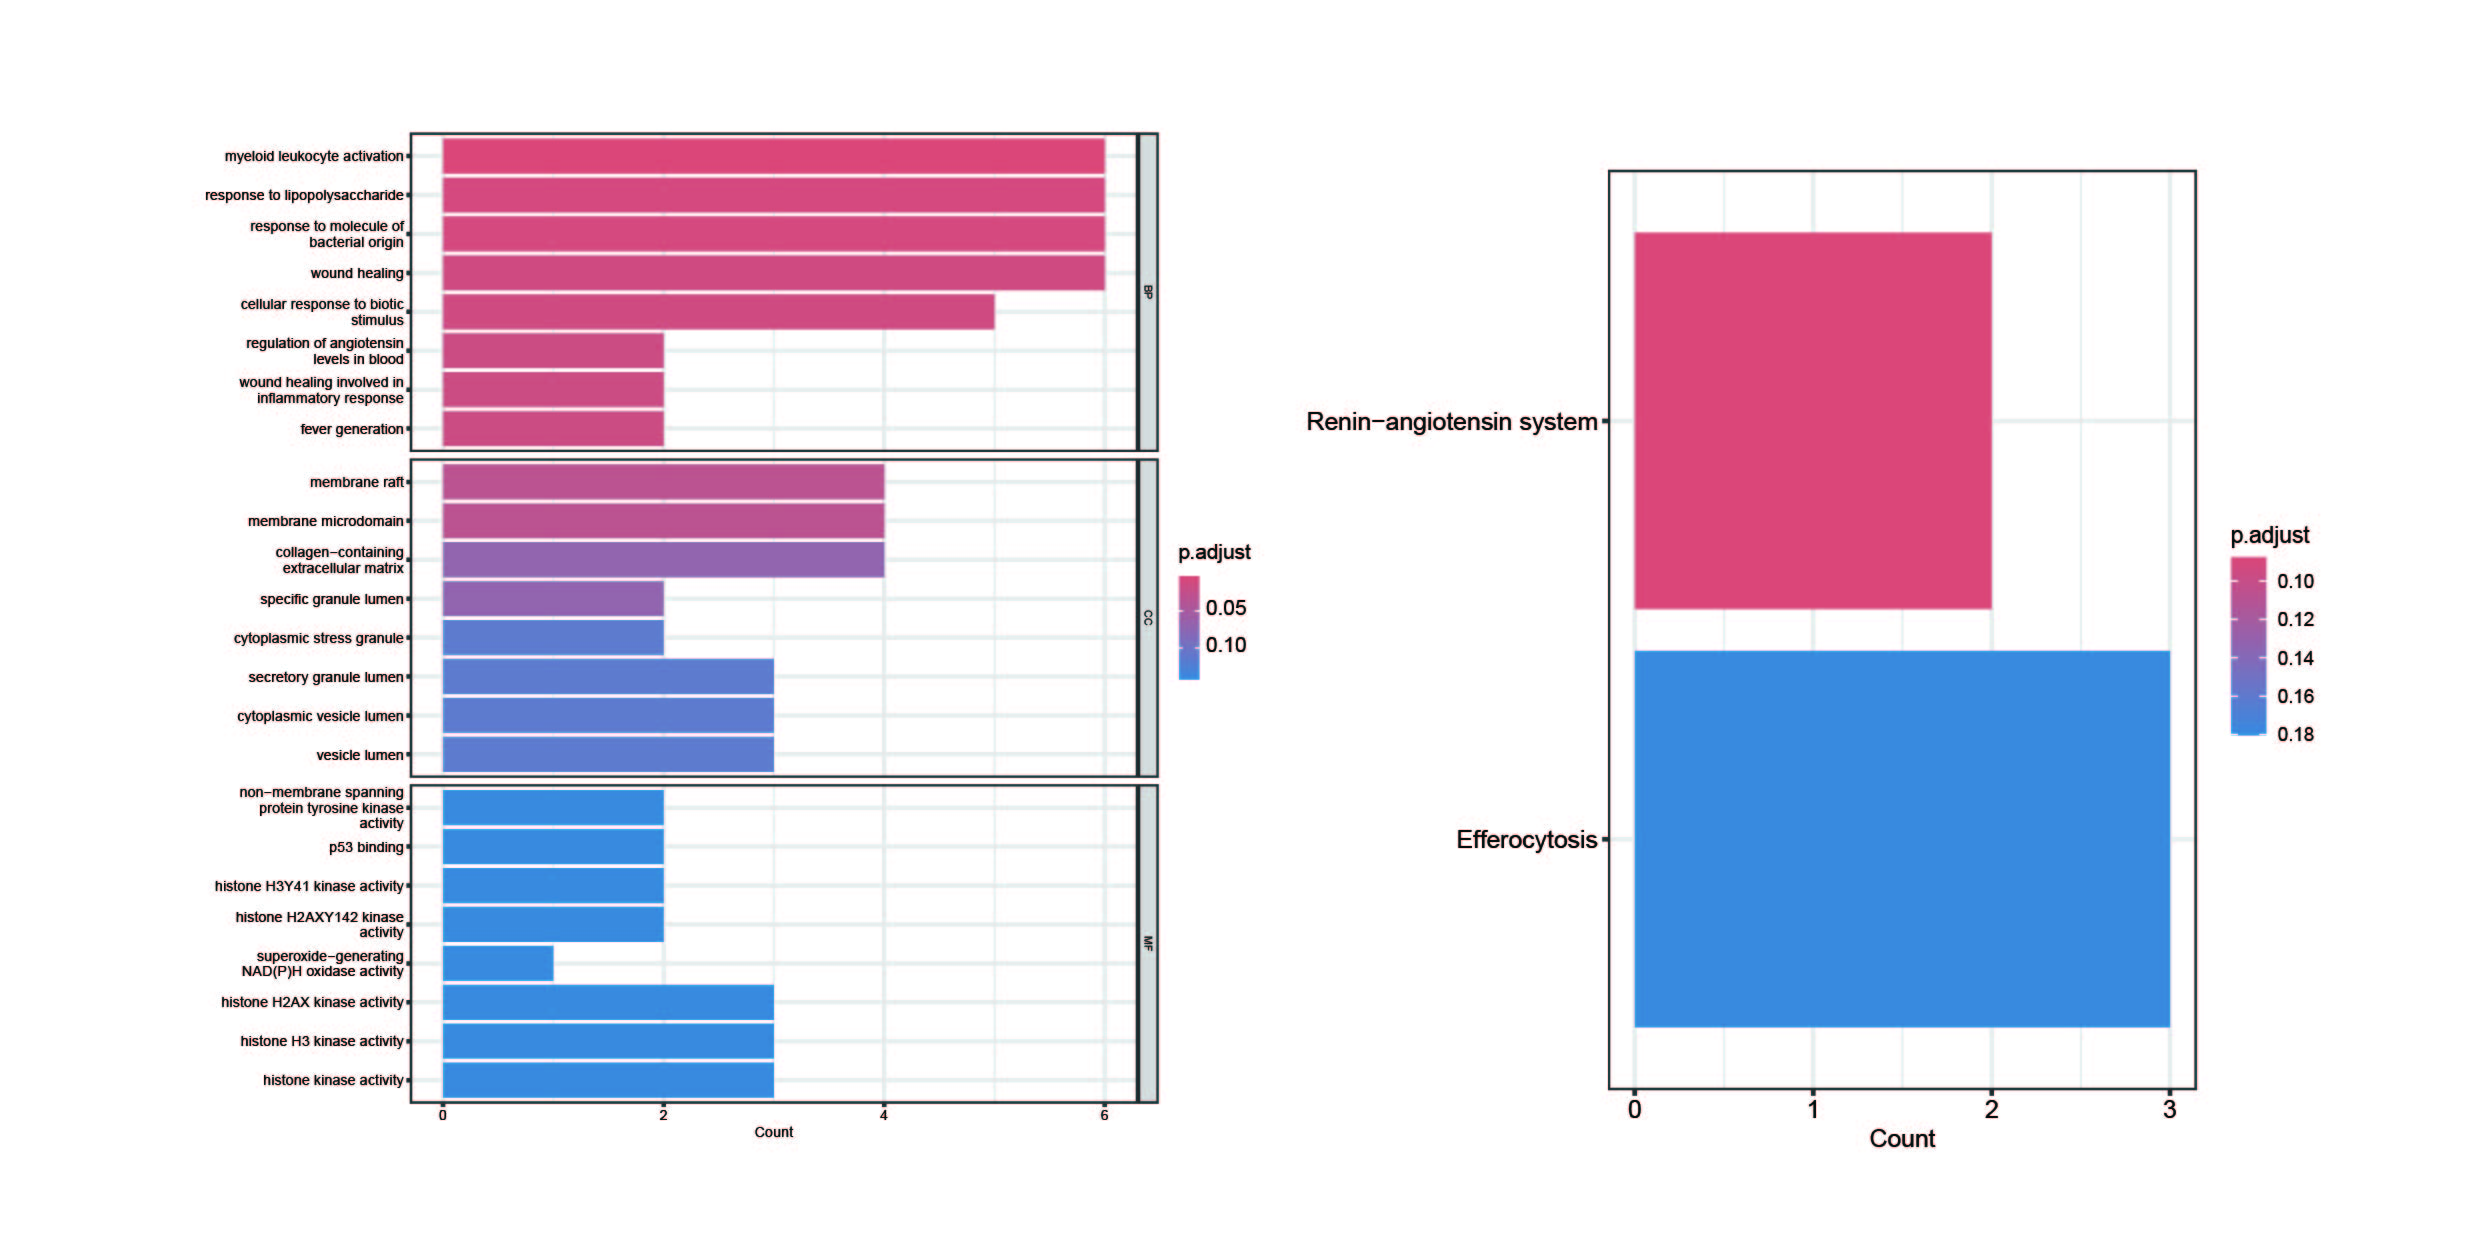 myeloid leukocyte activation
response to lipopolysaccharide
response to molecule of
bacterial origin
wound healing
cellular response to biotic
stimulus
regulation of angiotensin
levels in blood
wound healing involved in
inflammatory response
fever generation
BP
membrane raft
membrane microdomain
collagen−containing
extracellular matrix
specific granule lumen
cytoplasmic stress granule
secretory granule lumen
cytoplasmic vesicle lumen
vesicle lumen
CC
non−membrane spanning
protein tyrosine kinase
activity
p53 binding
histone H3Y41 kinase activity
histone H2AXY142 kinase
activity
superoxide−generating
NAD(P)H oxidase activity
histone H2AX kinase activity
histone H3 kinase activity
histone kinase activity
MF
0 2 4 6
Count
p.adjust
0.05
0.10
Renin−angiotensin system
Efferocytosis
0 1 2 3
Count
p.adjust
0.10
0.12
0.14
0.16
0.18